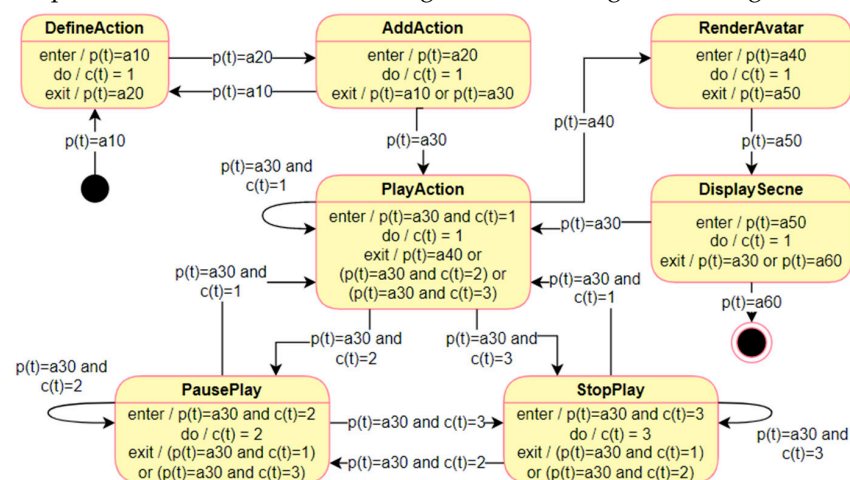 DefineAction
enter / p(t)=a10
do / c(t) = 1
exit / p(t)=a20
p(t)=a20
p(t)=a10
AddAction
enter / p(t)=a20
do / c(t) = 1
exit / p(t)=a10 or p(t)=a30
RenderAvatar
enter / p(t)=a40
do / c(t) = 1
exit / p(t)=a50
p(t)=a10
p(t)=a30
p(t)=a40
p(t)=a50
p(t)=a30 and
c(t)=1
PlayAction
enter / p(t)=a30 and c(t)=1
do / c(t) = 1
exit / p(t)=a40 or
(p(t)=a30 and c(t)=2) or
(p(t)=a30 and c(t)=3)
p(t)=a30
DisplaySecne
enter / p(t)=a50
do / c(t) = 1
exit / p(t)=a30 or p(t)=a60
p(t)=a60
p(t)=a30 and
c(t)=1
p(t)=a30 and
c(t)=1
p(t)=a30 and
c(t)=2
p(t)=a30 and
c(t)=3
p(t)=a30 and
c(t)=2
PausePlay
enter / p(t)=a30 and c(t)=2
do / c(t) = 2
exit / (p(t)=a30 and c(t)=1)
or (p(t)=a30 and c(t)=3)
p(t)=a30 and c(t)=3
p(t)=a30 and c(t)=2
StopPlay
enter / p(t)=a30 and c(t)=3
do / c(t) = 3
exit / (p(t)=a30 and c(t)=1)
or (p(t)=a30 and c(t)=2)
p(t)=a30 and
c(t)=3